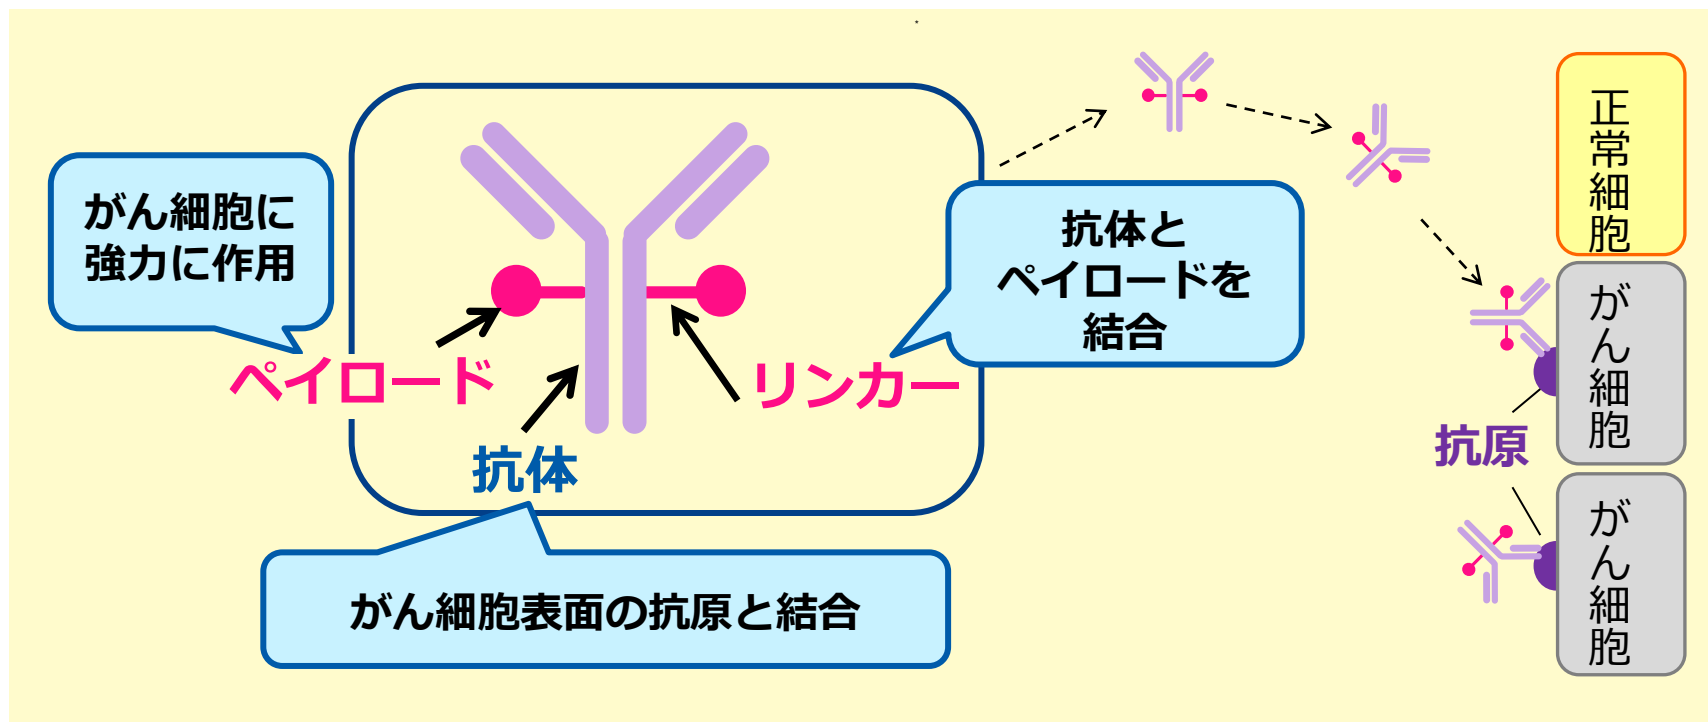 がん細胞に
強力に作用
ペイロード
抗体
リンカー
抗体と
ペイロードを
結合
がん細胞表面の抗原と結合
正常細胞
がん細胞
抗原
がん細胞